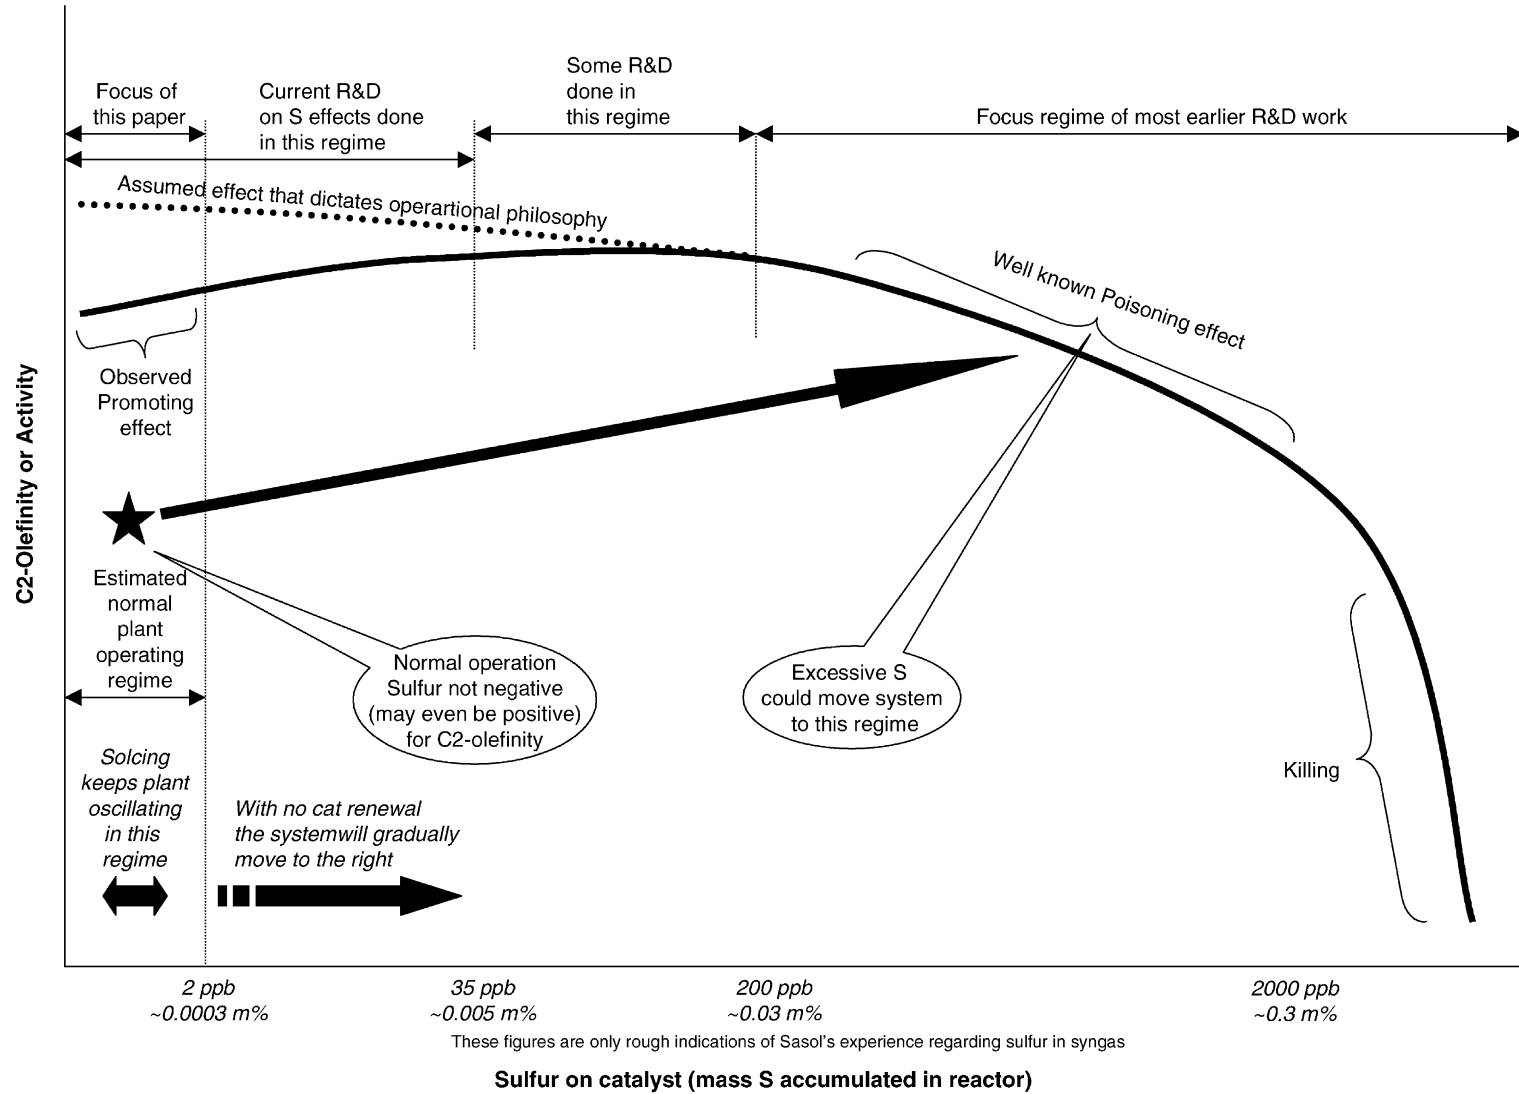 Focus of
this paper
Current R&D
on S effects done
in this regime
Some R&D
done in
this regime
Focus regime of most earlier R&D work
Assumed effect that dictates operartional philosophy
Well known Poisoning effect
Observed
Promoting
effect
C2-Olefinity or Activity
Estimated
normal
plant
operating
regime
Normal operation
Sulfur not negative
(may even be positive)
for C2-olefinity
Excessive S
could move system
to this regime
Killing
Solcing
keeps plant
oscillating
in this
regime
With no cat renewal
the systemwill gradually
move to the right
2 ppb
~0.0003 m%
35 ppb
~0.005 m%
200 ppb
~0.03 m%
2000 ppb
~0.3 m%
These figures are only rough indications of Sasol's experience regarding sulfur in syngas
Sulfur on catalyst (mass S accumulated in reactor)